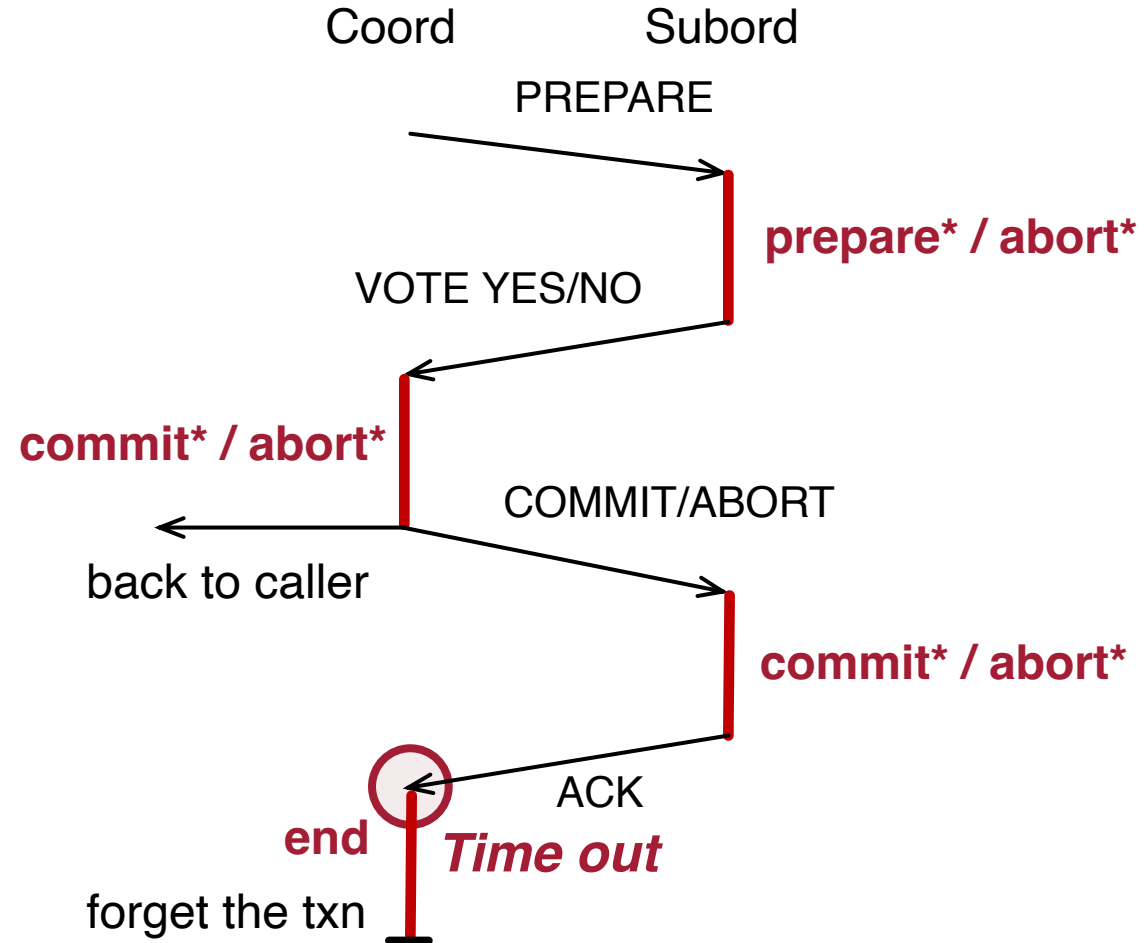 Coord
Subord
PREPARE
prepare* / abort*
VOTE YES/NO
commit* / abort*
COMMIT/ABORT
back to caller
commit* / abort*
ACK
end
Time out
forget the txn